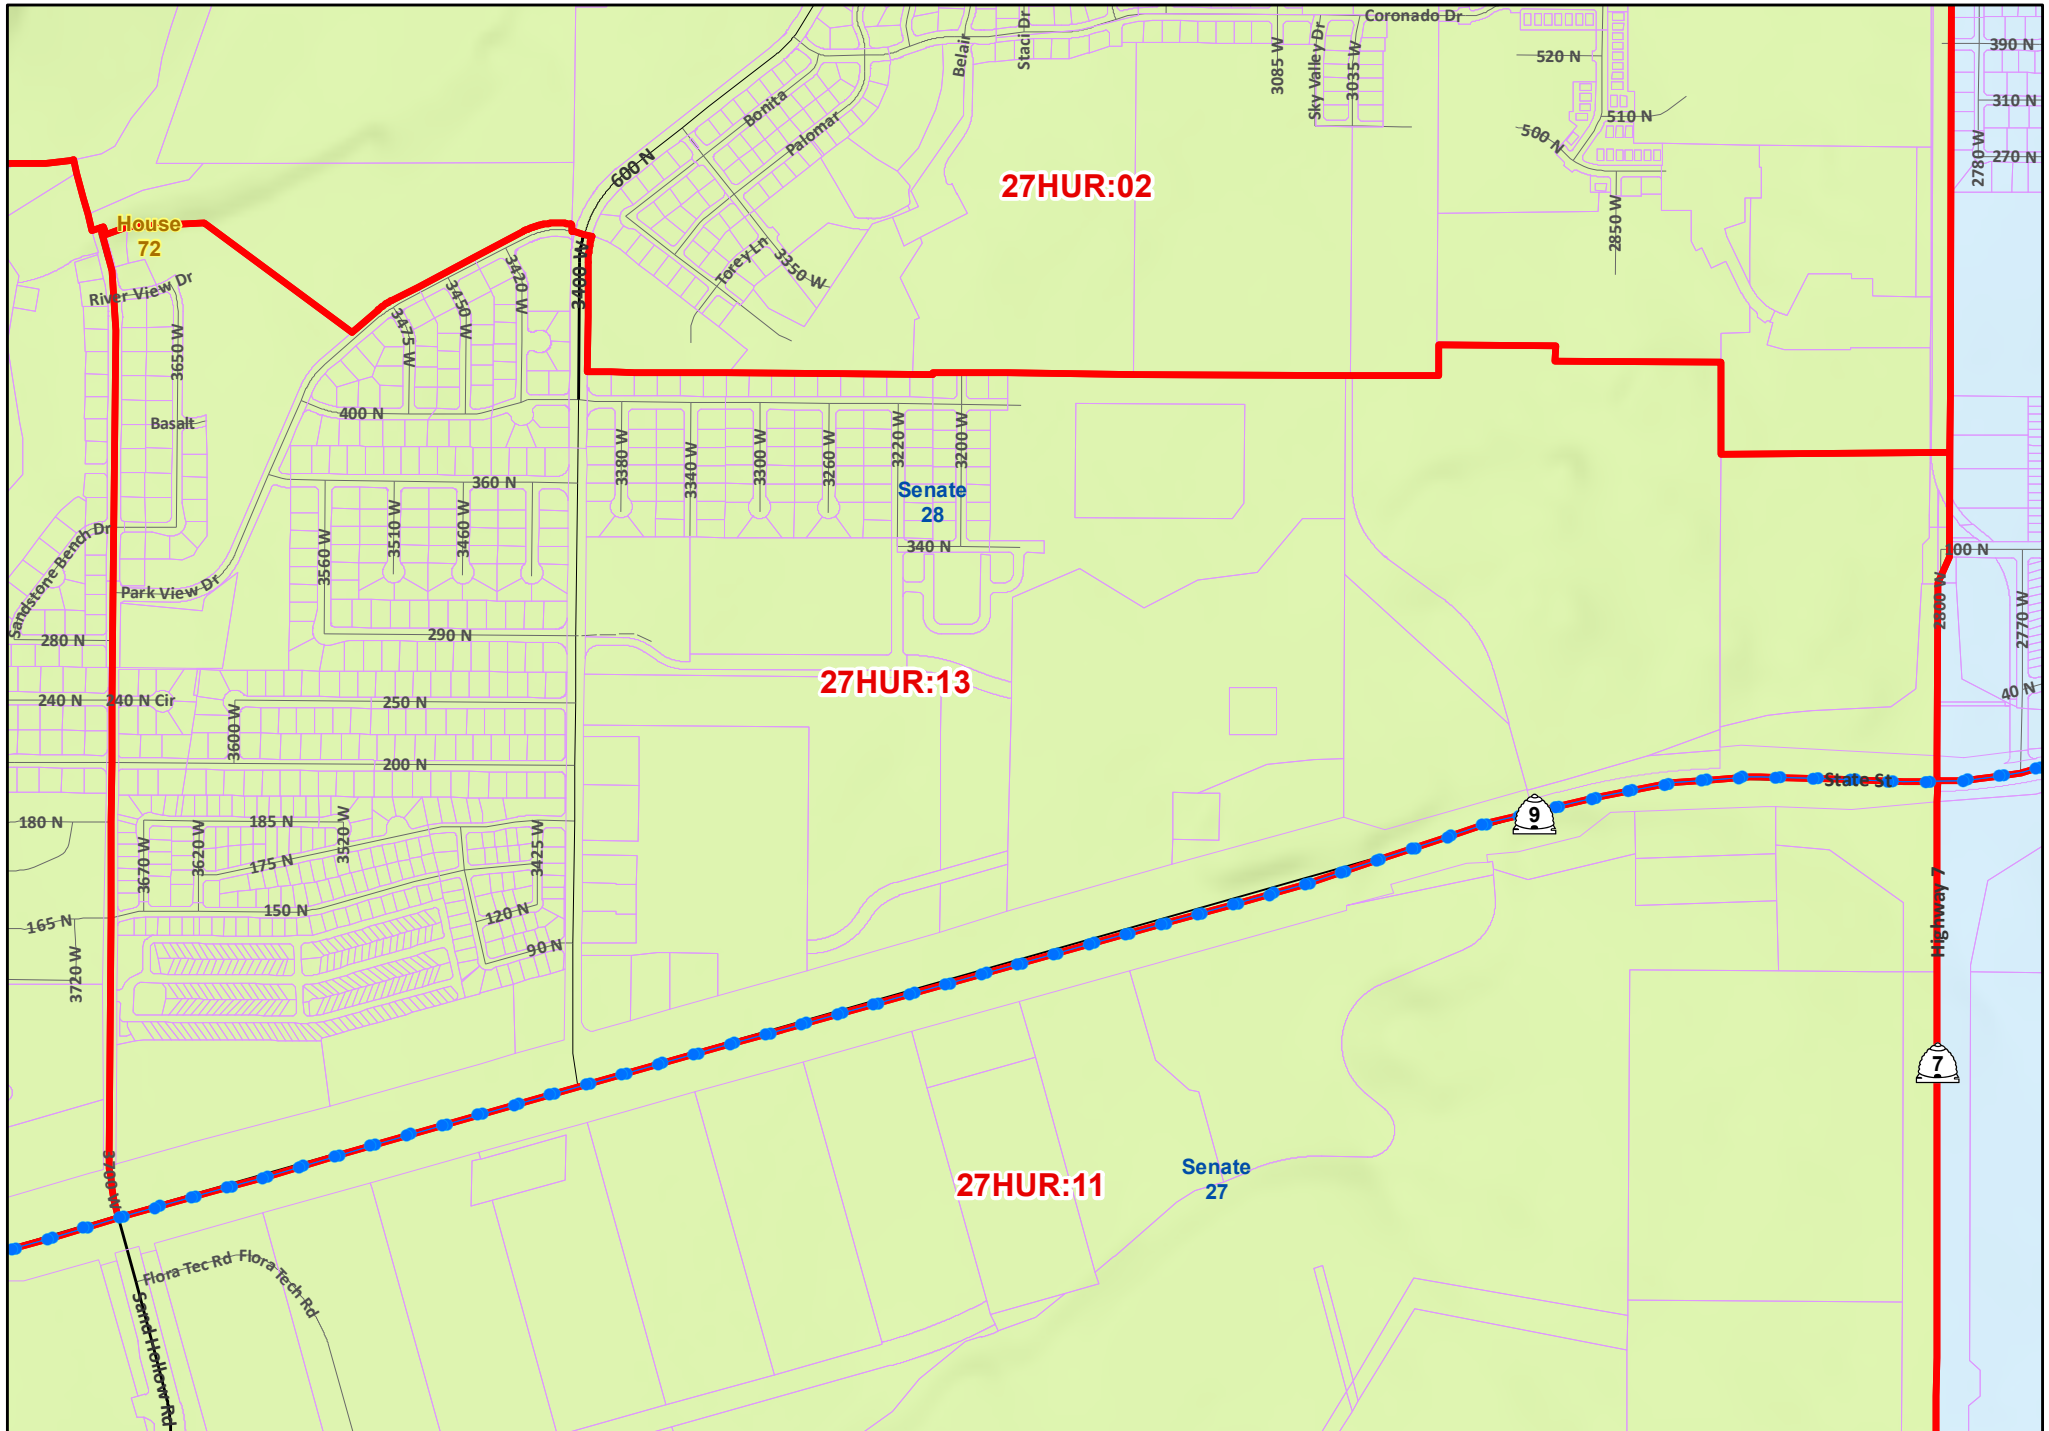 Coronado Dr
Belair
Staci Dr
3085 W
Sky Valley Dr
3035 W
520 N
390 N
Bonita
310 N
510 N
Palomar
500 N
2780 W
270 N
600 N
27HUR:02
House
72
2850 W
3400 W
Torey Ln
3350 W
River View Dr
3420 W
3450 W
3475 W
3650 W
400 N
Basalt
3380 W
3340 W
3300 W
3260 W
3220 W
3200 W
360 N
Senate
28
3510 W
3460 W
3560 W
340 N
Sandstone Bench Dr
Park View Dr
2770 W
280 N
290 N
27HUR:13
240 N
240 N Cir
250 N
40 N
3600 W
200 N
State St
9
180 N
185 N
3670 W
3620 W
3520 W
3425 W
175 N
150 N
120 N
165 N
90 N
Highway 7
3720 W
7
3700 W
27HUR:11
Senate
27
Flora Tec Rd
Flora Tech Rd
Sand Hollow Rd